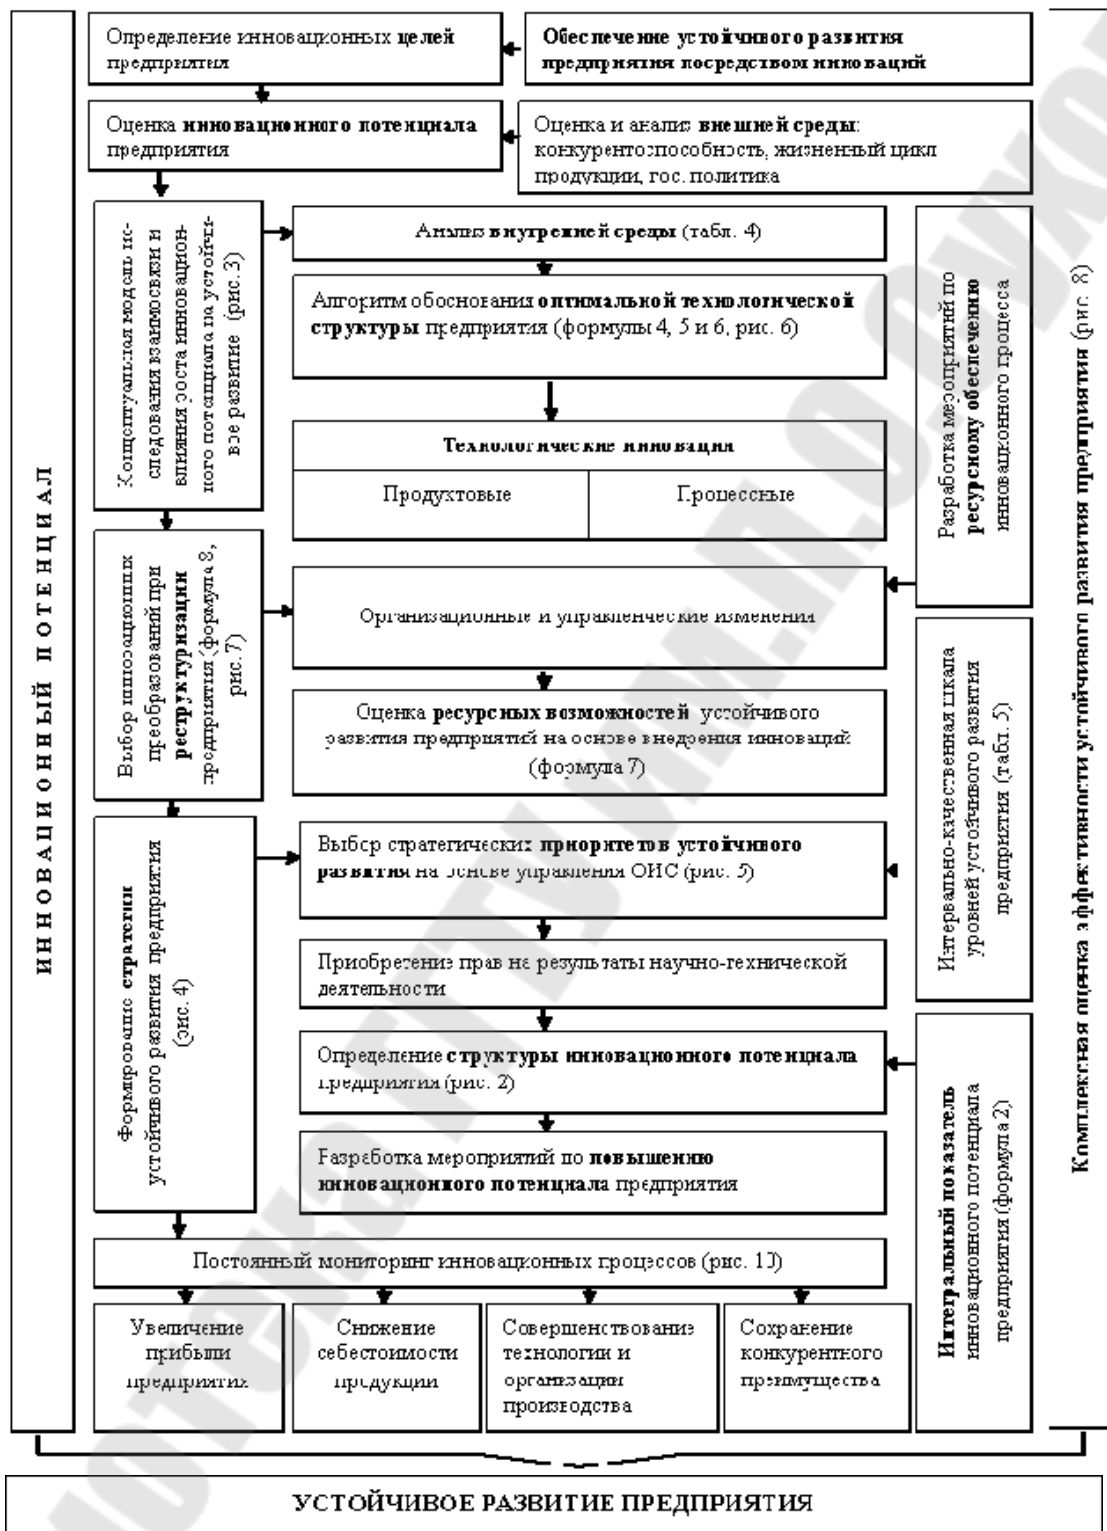 Определение инновационных целей
предприятия
Обеспечение устойчивого развития
предприятия посредством инноваций
Оценка инновационного потенциала
предприятия
Оценка и анализ внешней среды:
конкурентоспособность, жизненный цикл
продукции, гос. политика
ИННОВАЦИОННЫЙ ПОТЕНЦИАЛ
Концептуальная модель ис-
следования взаимосвязи и
влияния роста инновацион-
ного потенциала на устойчи-
вое развитие (рис. 3)
Анализ внутренней среды (табл. 4)
Алгоритм обоснования оптимальной технологической
структуры предприятия (формулы 4, 5 и 6, рис. 6)
Технологические инновации
Продуктовые
Процессные
Разработка мероприятий по
ресурсному обеспечению
инновационного процесса
Комплексная оценка эффективности устойчивого развития предприятия (рис. 8)
Выбор инновационных
преобразований при
реструктуризации
предприятия (формула 8,
рис. 7)
Организационные и управленческие изменения
Оценка ресурсных возможностей устойчивого
развития предприятий на основе внедрения инноваций
(формула 7)
Интервально-качественная шкала
уровней устойчивого развития
предприятия (табл. 5)
Формирование стратегии
устойчивого развития предприятия
(рис. 4)
Выбор стратегических приоритетов устойчивого
развития на основе управления ОИС (рис. 5)
Приобретение прав на результаты научно-технической
деятельности
Определение структуры инновационного потенциала
предприятия (рис. 2)
Разработка мероприятий по повышению
инновационного потенциала предприятия
Интегральный показатель
инновационного потенциала
предприятия (формула 2)
Постоянный мониторинг инновационных процессов (рис. 10)
Увеличение
прибыли
предприятия
Снижение
себестоимости
продукции
Совершенствование
технологии и
организации
производства
Сохранение
конкурентного
преимущества
УСТОЙЧИВОЕ РАЗВИТИЕ ПРЕДПРИЯТИЯ